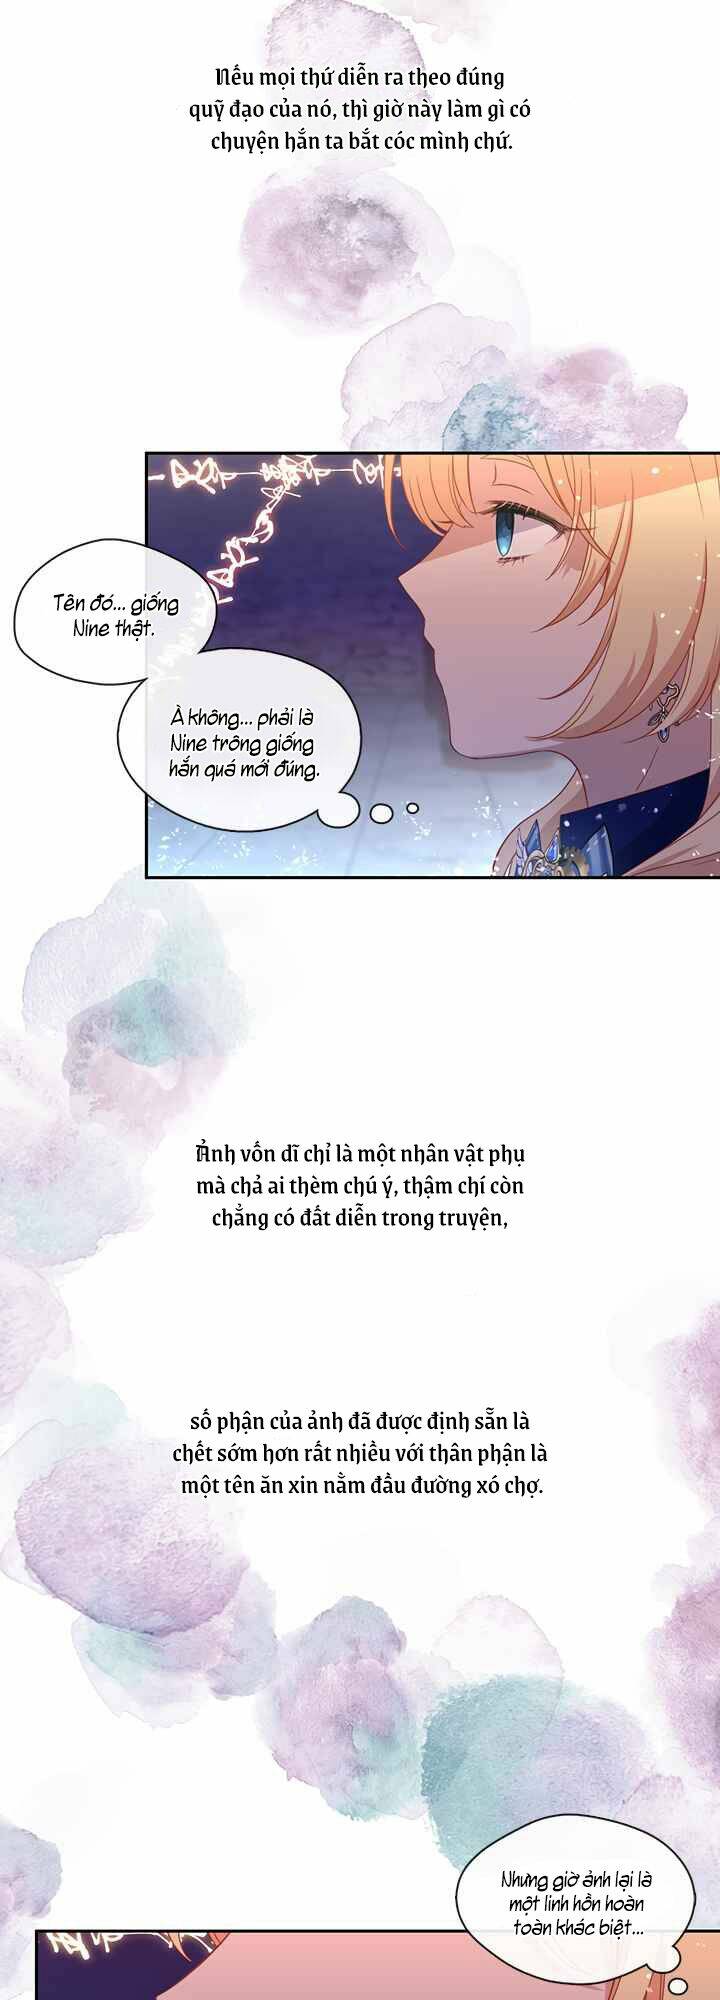 Nếu mọi thứ diễn ra theo đúng
quỹ đạo của nó, thì giờ này làm gì có
chuyện hắn ta bắt cóc mình chứ.
Tên đó... giống
Nine thật.
À không... phải là
Nine trông giống
hắn quá mới đúng.
Ảnh vốn dĩ chỉ là một nhân vật phụ
mà chả ai thèm chú ý, thậm chí còn
chẳng có đất diễn trong truyện,
số phận của ảnh đã được định sẵn là
chết sớm hơn rất nhiều với thân phận là
một tên ăn xin nằm đầu đường xó chợ.
Nhưng giờ ảnh lại là
một linh hồn hoàn
toàn khác biệt...